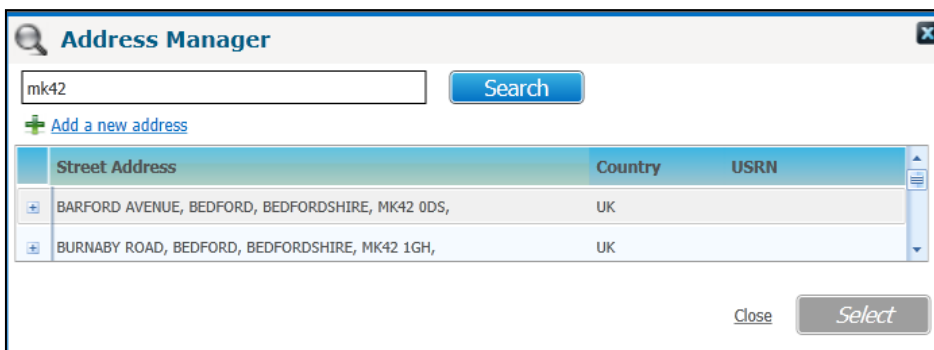 Address Manager
mk42
Search
Add a new address
Street Address Country USRN
BARFORD AVENUE, BEDFORD, BEDFORDSHIRE, MK42 0DS, UK
BURNABY ROAD, BEDFORD, BEDFORDSHIRE, MK42 1GH, UK
Close
Select